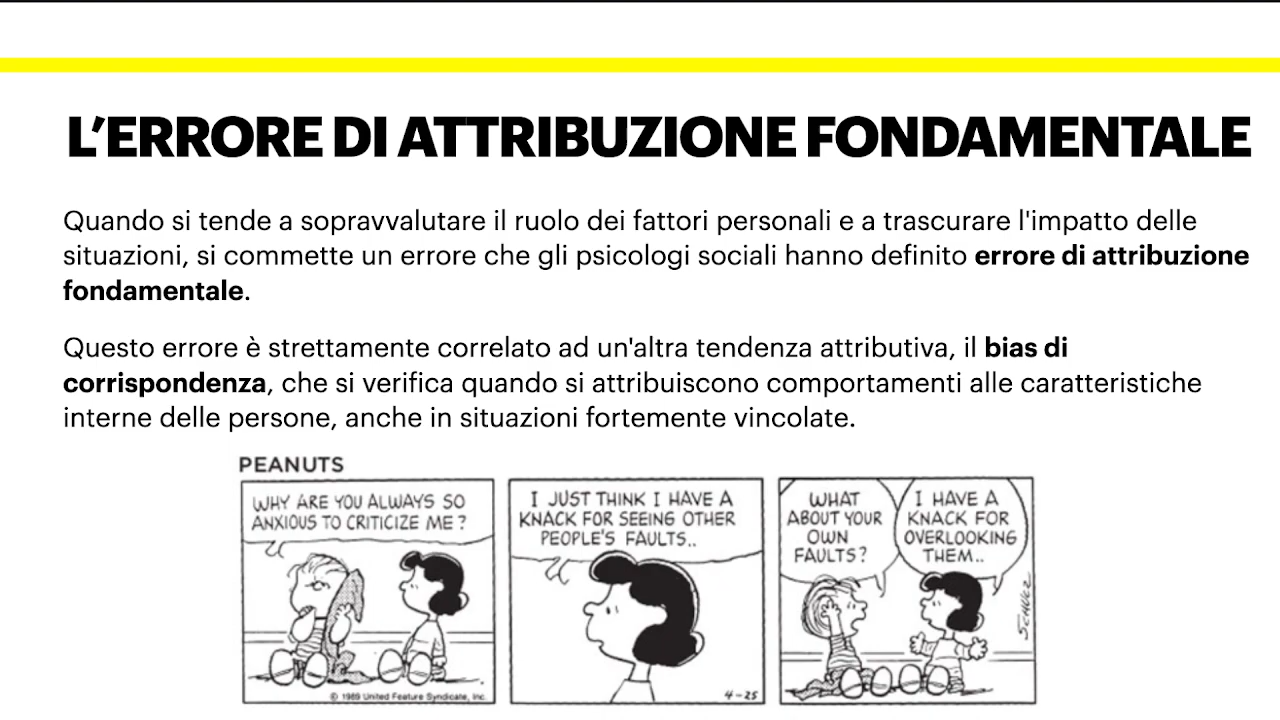 L'ERRORE DI ATTRIBUZIONE FONDAMENTALE
Quando si tende a sopravvalutare il ruolo dei fattori personali e a trascurare l'impatto delle
situazioni, si commette un errore che gli psicologi sociali hanno definito errore di attribuzione
fondamentale.
Questo errore è strettamente correlato ad un'altra tendenza attributiva, il bias di
corrispondenza, che si verifica quando si attribuiscono comportamenti alle caratteristiche
interne delle persone, anche in situazioni fortemente vincolate.
PEANUTS
WHY ARE YOU ALWAYS SO
ANXIOUS TO CRITICIZE ME?
© 1989 United Feature Syndicate, Inc.
I JUST THINK I HAVE A
KNACK FOR SEEING OTHER
PEOPLE'S FAULTS..
4-25
WHAT
ABOUT YOUR
OWN
FAULTS?
I HAVE A
KNACK FOR
OVERLOOKING
THEM..
SCHULZ